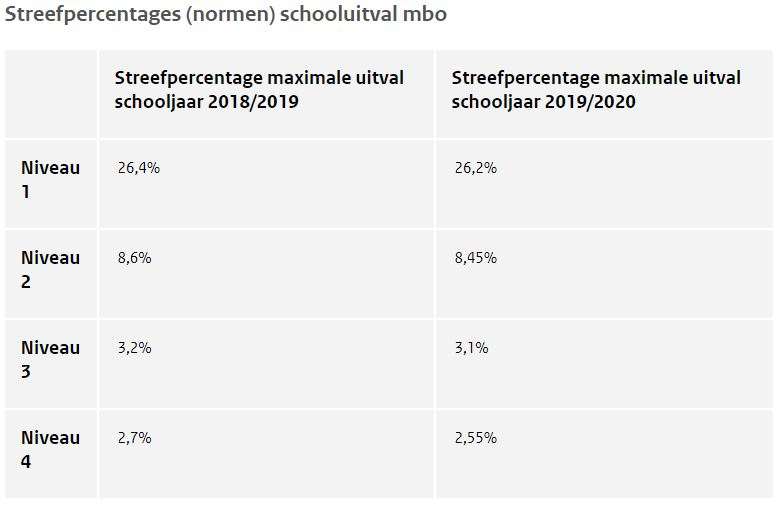 Streefpercentages (normen) schooluitval mbo
Streefpercentage maximale uitval
schooljaar 2018/2019
Streefpercentage maximale uitval
schooljaar 2019/2020
Niveau
1
26,4%
26,2%
Niveau
2
8,6%
8,45%
Niveau
3
3,2%
3,1%
Niveau
4
2,7%
2,55%